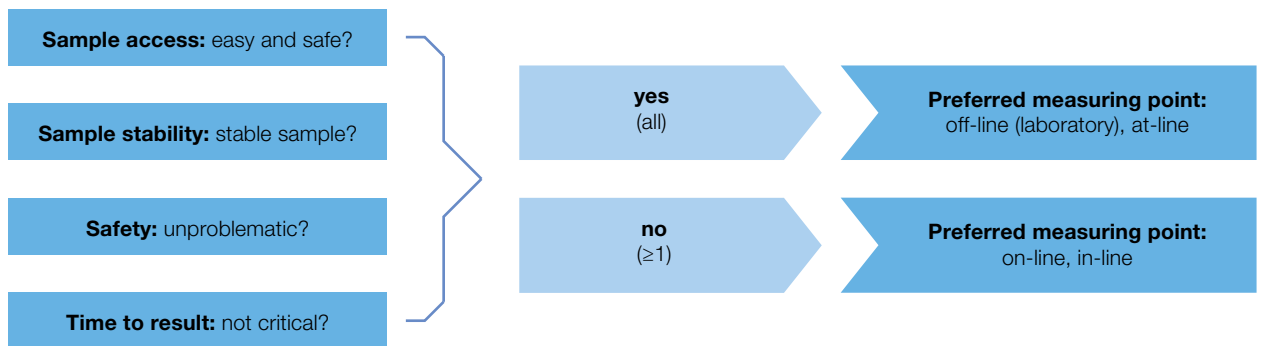 Sample access: easy and safe?
Sample stability: stable sample?
Safety: unproblematic?
Time to result: not critical?
yes
(all)
Preferred measuring point:
off-line (laboratory), at-line
no
(≥1)
Preferred measuring point:
on-line, in-line